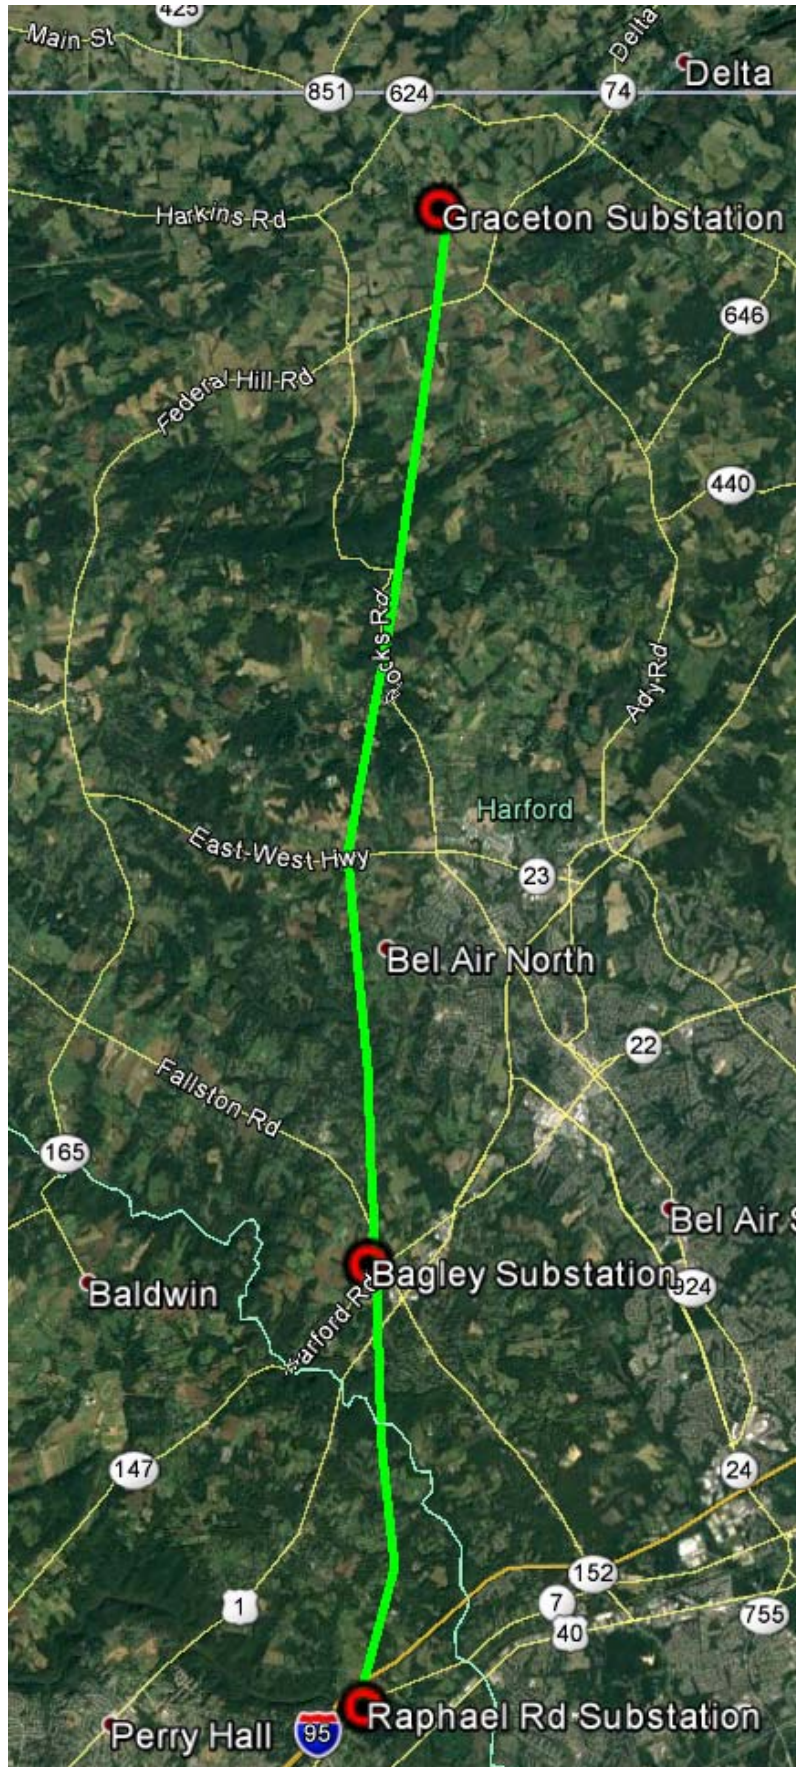 425
Main St
Delta
Delta
851
624
74
Harkins Rd
Graceton Substation
646
Federal Hill Rd
440
Rocks Rd
Ady Rd
Harford
East-West Hwy
23
Bel Air North
22
Fallston Rd
165
Bel Air S
Bagley Substation
Baldwin
924
Harford Rd
147
24
152
7
1
755
40
Raphael Rd Substation
Perry Hall
95